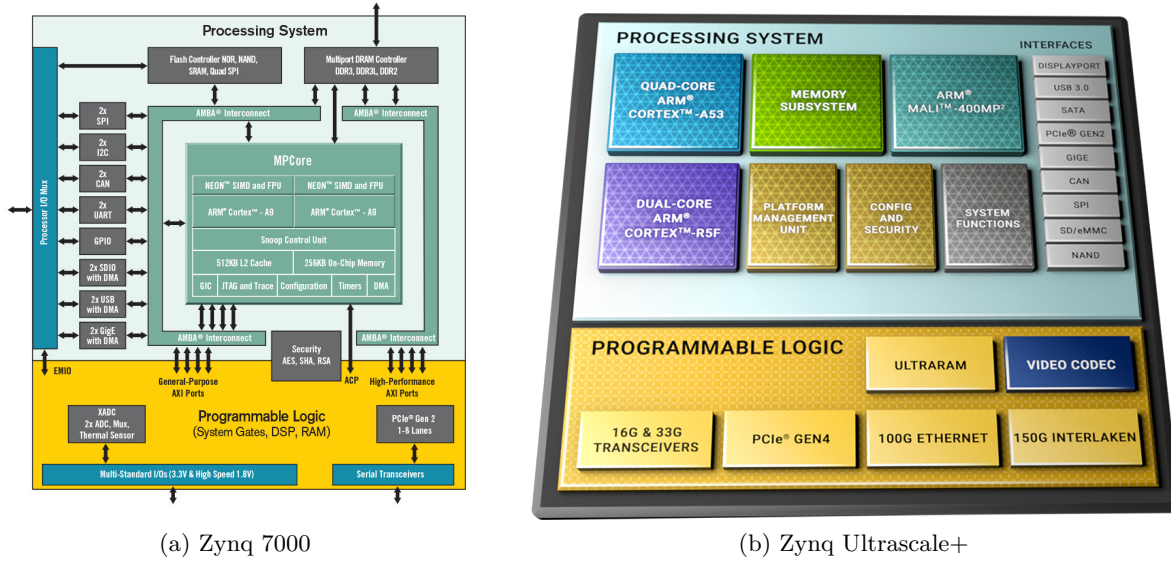 Processing System
Flash Controller NOR, NAND,
SRAM, Quad SPI
Multiport DRAM Controller
DDR3, DDR3L, DDR2
AMBA® Interconnect
AMBA® Interconnect
Processor I/O Mux
2x
SPI
2x
I2C
2x
CAN
2x
UART
GPIO
2x SDIO
with DMA
2x USB
with DMA
2x GigE
with DMA
MPCore
NEON™ SIMD and FPU
NEON™ SIMD and FPU
ARM® Cortex™ - A9
ARM® Cortex™ - A9
Snoop Control Unit
512KB L2 Cache
256KB On-Chip Memory
GIC
JTAG and Trace
Configuration
Timers
DMA
AMBA® Interconnect
AMBA® Interconnect
Security
AES, SHA, RSA
EMIO
General-Purpose
AXI Ports
ACP
High-Performance
AXI Ports
XADC
2x ADC, Mux,
Thermal Sensor
Programmable Logic
(System Gates, DSP, RAM)
PCIe® Gen 2
1-8 Lanes
Multi-Standard I/Os (3.3V & High Speed 1.8V)
Serial Transceivers
(a) Zynq 7000
PROCESSING SYSTEM
QUAD-CORE
ARM®
CORTEX™-A53
MEMORY
SUBSYSTEM
ARM®
MALI™-400MP²
DUAL-CORE
ARM®
CORTEX™-R5F
PLATFORM
MANAGEMENT
UNIT
CONFIG
AND
SECURITY
SYSTEM
FUNCTIONS
INTERFACES
DISPLAYPORT
USB 3.0
SATA
PCIe® GEN2
GIGE
CAN
SPI
SD/eMMC
NAND
PROGRAMMABLE LOGIC
ULTRARAM
VIDEO CODEC
16G & 33G
TRANSCEIVERS
PCIe® GEN4
100G ETHERNET
150G INTERLAKEN
(b) Zynq Ultrascale+